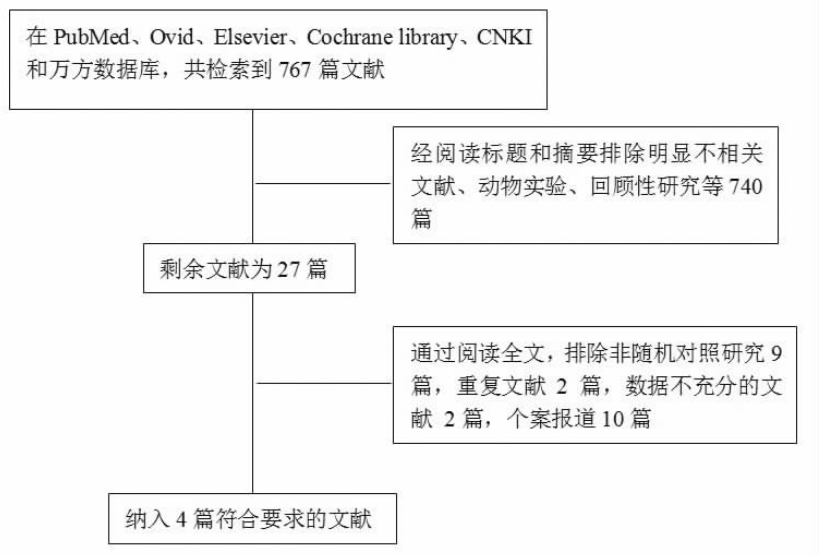 在 PubMed、Ovid、Elsevier、Cochrane library、CNKI
和万方数据库，共检索到 767 篇文献
经阅读标题和摘要排除明显不相关
文献、动物实验、回顾性研究等 740
篇
剩余文献为 27 篇
通过阅读全文，排除非随机对照研究 9
篇，重复文献 2 篇，数据不充分的文
献 2 篇，个案报道 10 篇
纳入 4 篇符合要求的文献